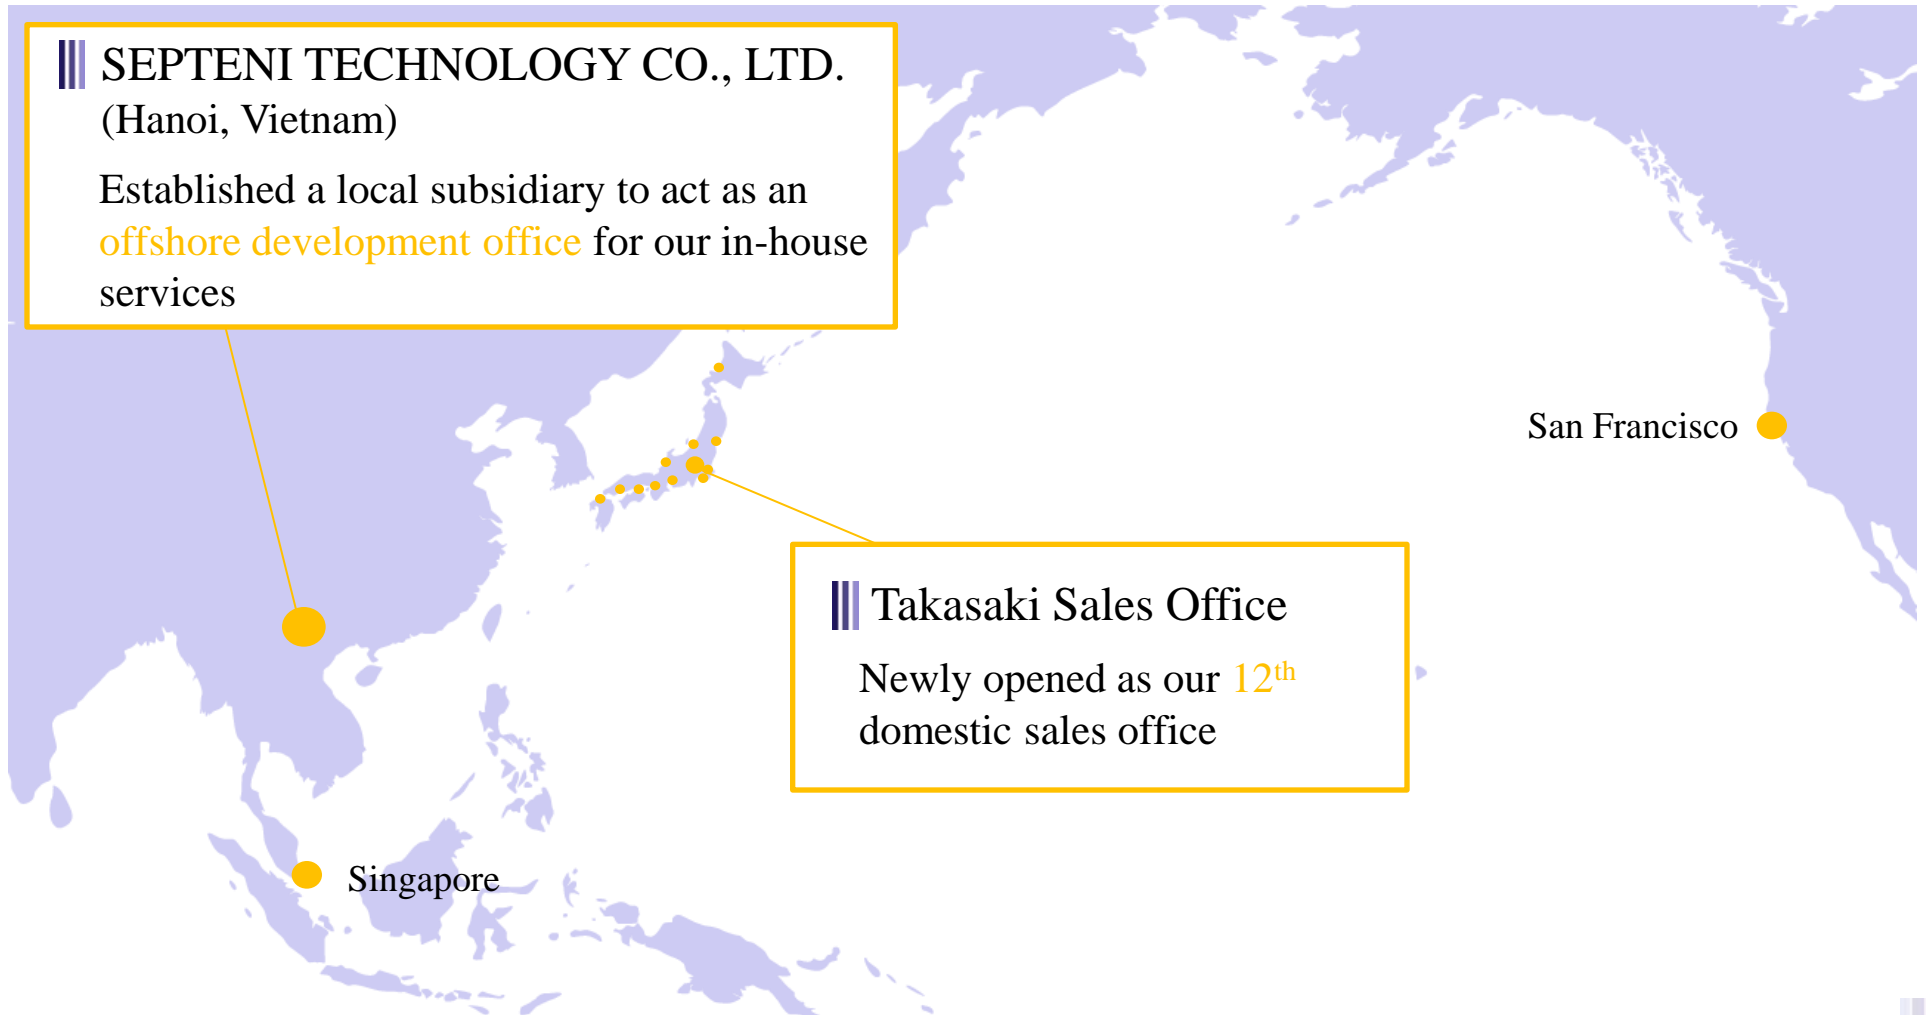 SEPTENI TECHNOLOGY CO., LTD.
(Hanoi, Vietnam)
Established a local subsidiary to act as an
offshore development office for our in-house
services
San Francisco
Takasaki Sales Office
Newly opened as our 12th
domestic sales office
Singapore